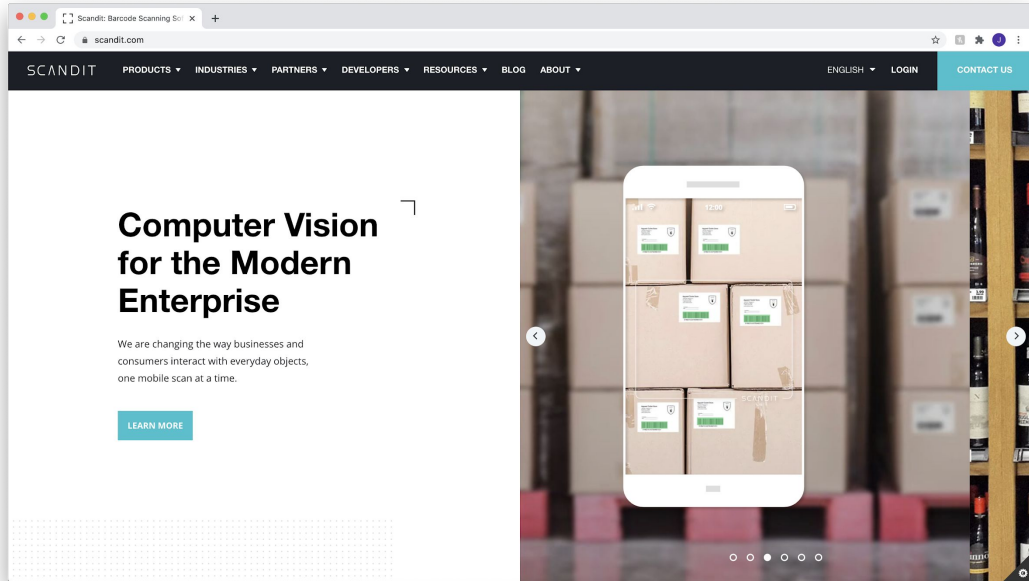 Scandit: Barcode Scanning Sof
scandit.com
J
SCANDIT
PRODUCTS INDUSTRIES PARTNERS DEVELOPERS RESOURCES BLOG ABOUT
ENGLISH LOGIN CONTACT US
Computer Vision
for the Modern
Enterprise
We are changing the way businesses and
consumers interact with everyday objects,
one mobile scan at a time.
LEARN MORE
12:00
SCANDIT